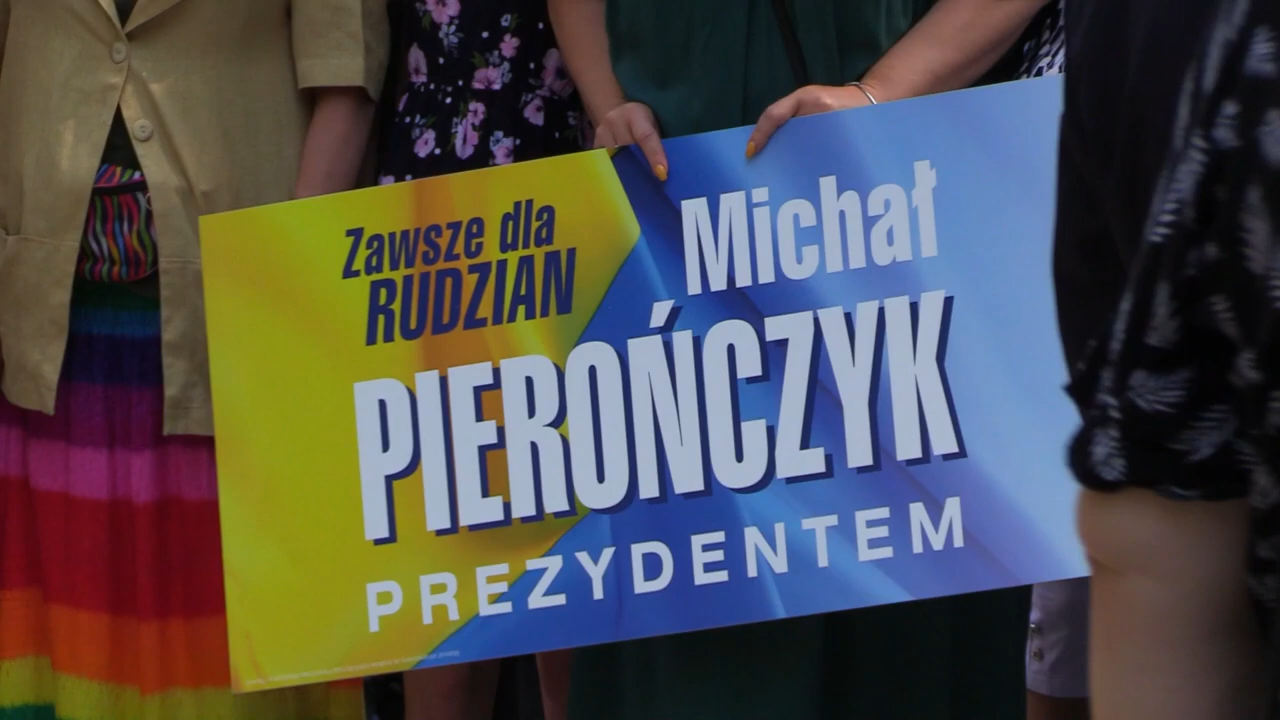 Zawsze dla
RUDZIAN
Michał
PIEROŃCZYK
PREZYDENTEM